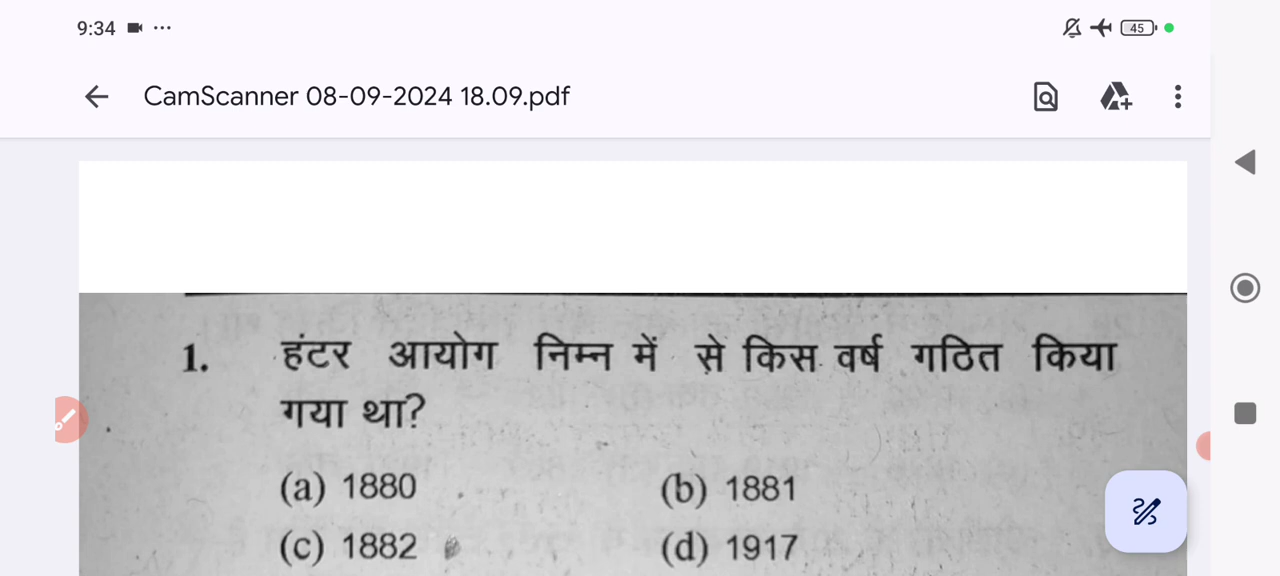 9:34 ...
45
CamScanner 08-09-2024 18.09.pdf
1. हंटर आयोग निम्न में से किस वर्ष गठित किया
गया था?
(a) 1880 (b) 1881
(c) 1882 (d) 1917